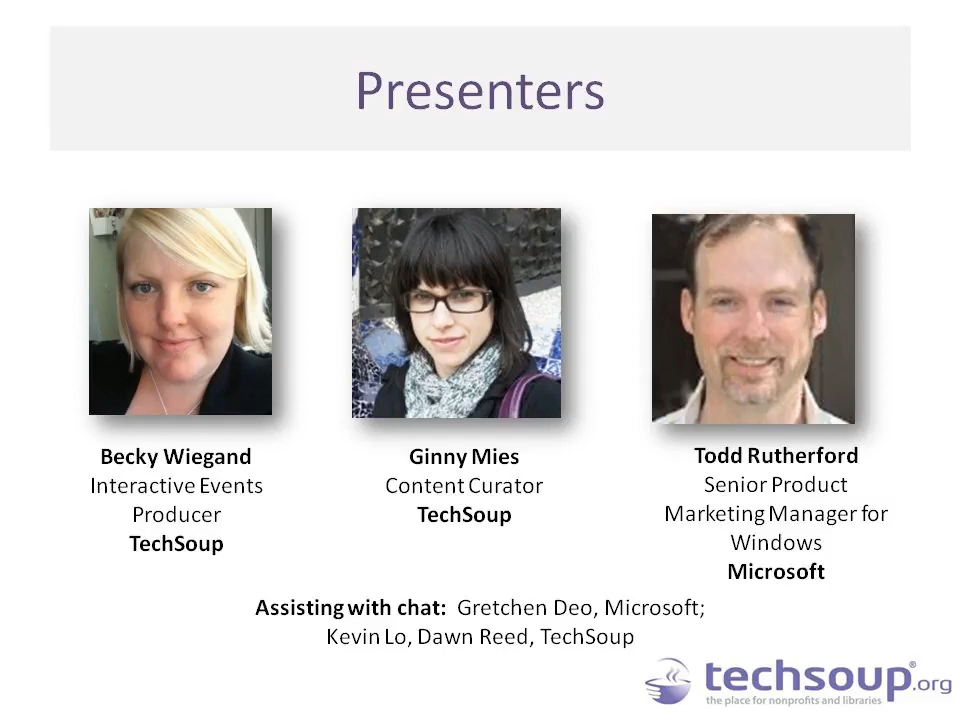 Presenters
Becky Wiegand
Interactive Events
Producer
TechSoup
Ginny Mies
Content Curator
TechSoup
Todd Rutherford
Senior Product
Marketing Manager for
Windows
Microsoft
Assisting with chat: Gretchen Deo, Microsoft;
Kevin Lo, Dawn Reed, TechSoup
techsoup®.org
the place for nonprofits and libraries